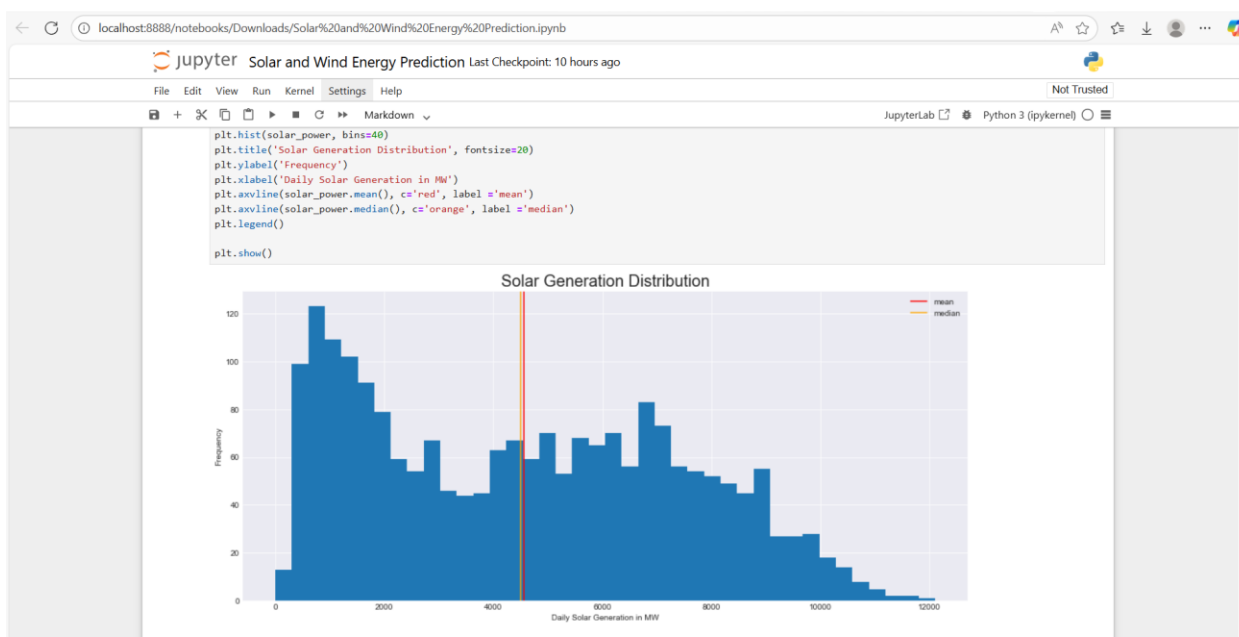 localhost:8888/notebooks/Downloads/Solar%20and%20Wind%20Energy%20Prediction.ipynb
jupyter Solar and Wind Energy Prediction Last Checkpoint: 10 hours ago
File Edit View Run Kernel Settings Help Not Trusted
Markdown JupyterLab Python 3 (ipykernel)
plt.hist(solar_power, bins=40)
plt.title('Solar Generation Distribution', fontsize=20)
plt.ylabel('Frequency')
plt.xlabel('Daily Solar Generation in MW')
plt.axvline(solar_power.mean(), c='red', label ='mean')
plt.axvline(solar_power.median(), c='orange', label ='median')
plt.legend()
plt.show()
Solar Generation Distribution
mean
median
120
100
80
60
40
20
0
Frequency
0 2000 4000 6000 8000 10000 12000
Daily Solar Generation in MW